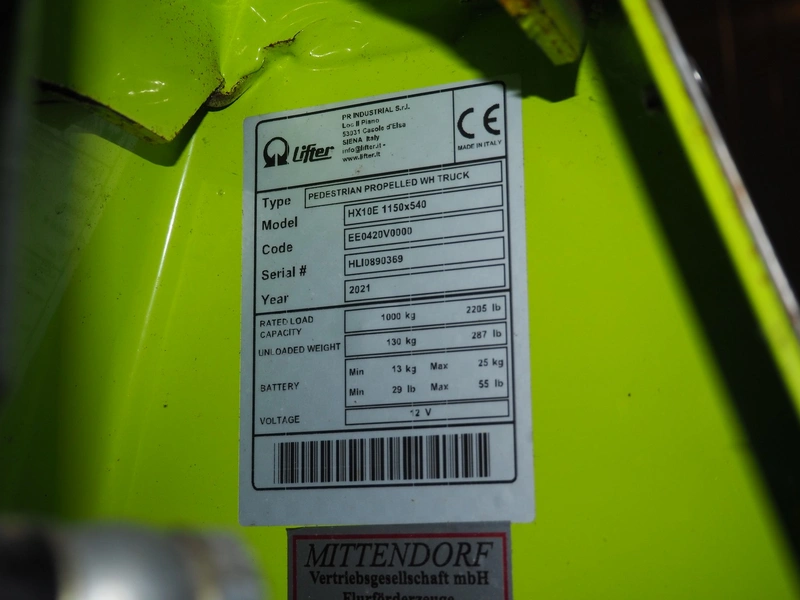 Lifter
PR INDUSTRIAL S.r.l.
Loc Il Piano
53031 Casole d'Elsa
SIENA Italy
info@lifter.it
www.lifter.it
CE
MADE IN ITALY
Type PEDESTRIAN PROPELLED WH TRUCK
Model HX10E 1150x540
Code EE0420V0000
Serial # HLI0890369
Year 2021
RATED LOAD CAPACITY 1000 kg 2205 lb
UNLOADED WEIGHT 130 kg 287 lb
BATTERY Min 13 kg Max 25 kg
Min 29 lb Max 55 lb
VOLTAGE 12 V
MITTENDORF
Vertriebsgesellschaft mbH
Flurförderzeuge